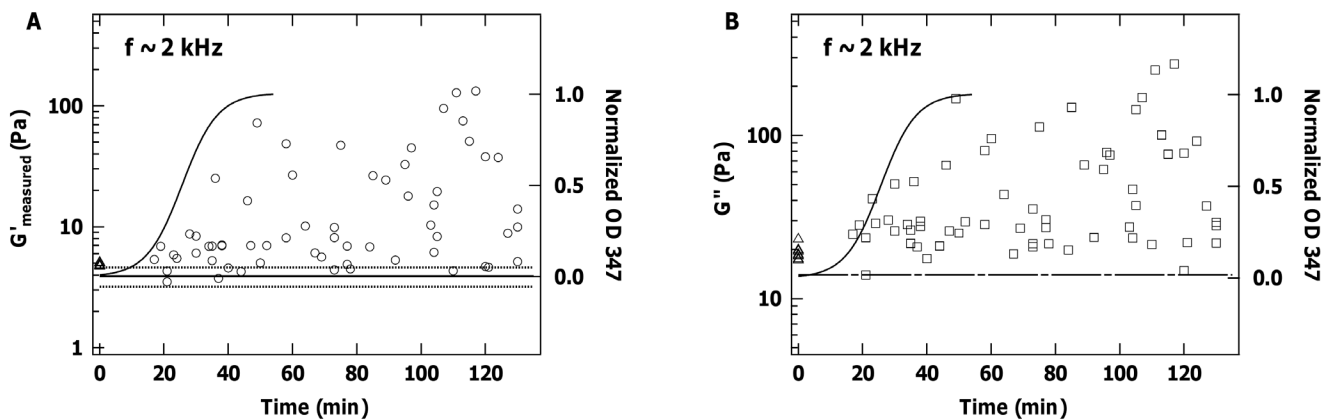 A
f ~ 2 kHz
G'measured (Pa)
100
10
1
1.0
0.5
0.0
Normalized OD 347
0 20 40 60 80 100 120
Time (min)
B
f ~ 2 kHz
G" (Pa)
100
10
1.0
0.5
0.0
Normalized OD 347
0 20 40 60 80 100 120
Time (min)